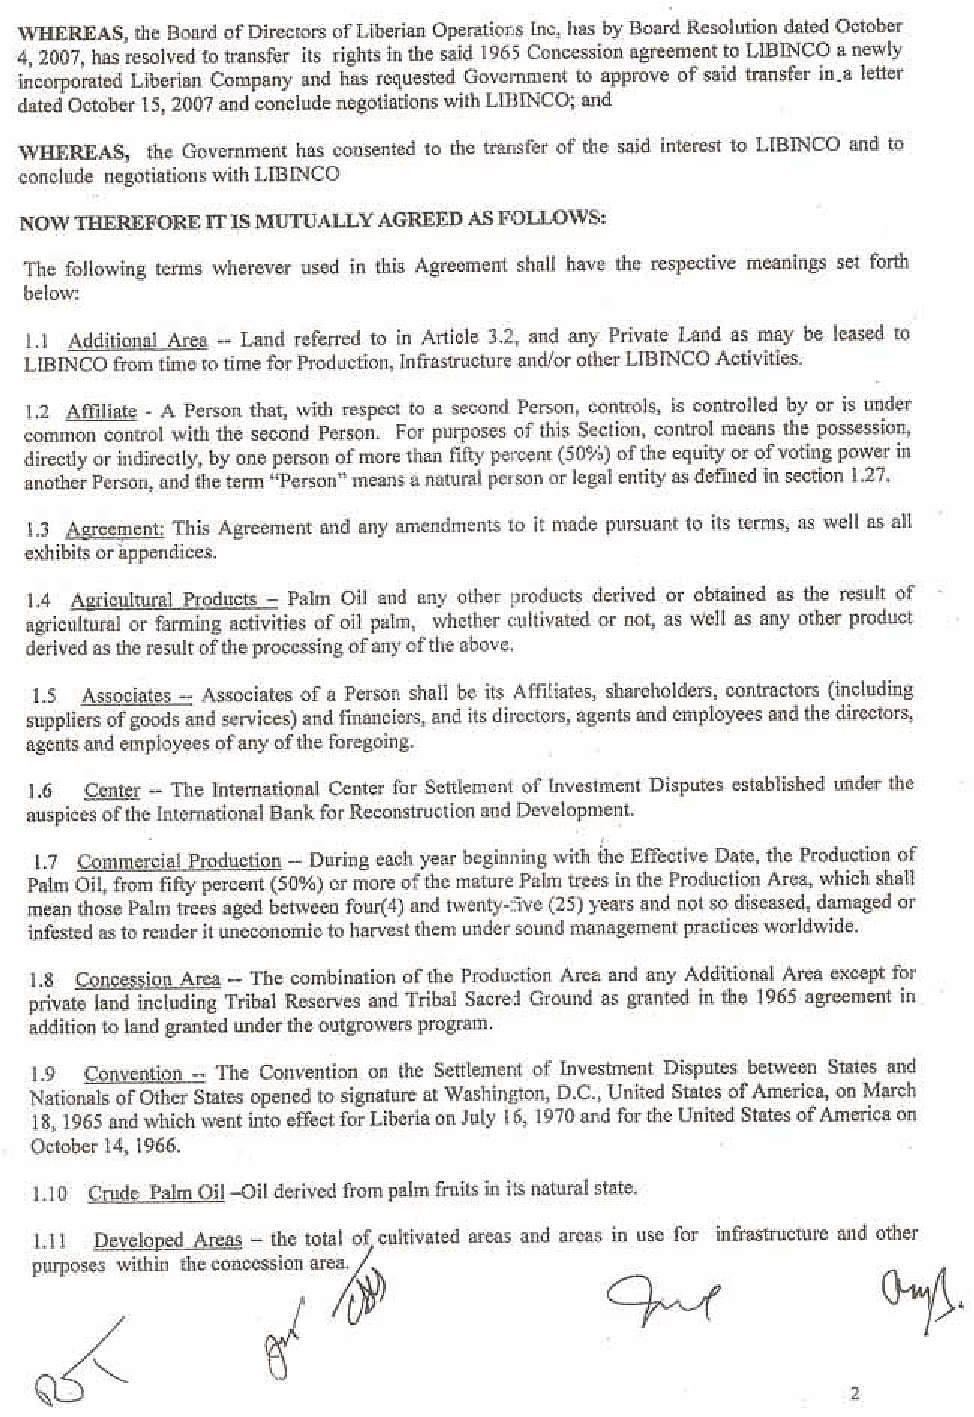 WHEREAS, the Board of Directors of Liberian Operations Inc, has by Board Resolution dated October
4, 2007, has resolved to transfer its rights in the said 1965 Concession agreement to LIBINCO a newly
incorporated Liberian Company and has requested Government to approve of said transfer in a letter
dated October 15, 2007 and conclude negotiations with LIBINCO; and
WHEREAS, the Government has consented to the transfer of the said interest to LIBINCO and to
conclude negotiations with LIBINCO
NOW THEREFORE IT IS MUTUALLY AGREED AS FOLLOWS:
The following terms wherever used in this Agreement shall have the respective meanings set forth
below:
1.1 Additional Area -- Land referred to in Article 3.2, and any Private Land as may be leased to
LIBINCO from time to time for Production, Infrastructure and/or other LIBINCO Activities.
1.2 Affiliate - A Person that, with respect to a second Person, controls, is controlled by or is under
common control with the second Person. For purposes of this Section, control means the possession,
directly or indirectly, by one person of more than fifty percent (50%) of the equity or of voting power in
another Person, and the term "Person" means a natural person or legal entity as defined in section 1.27.
1.3 Agreement: This Agreement and any amendments to it made pursuant to its terms, as well as all
exhibits or appendices.
1.4 Agricultural Products – Palm Oil and any other products derived or obtained as the result of
agricultural or farming activities of oil palm, whether cultivated or not, as well as any other product
derived as the result of the processing of any of the above.
1.5 Associates -- Associates of a Person shall be its Affiliates, shareholders, contractors (including
suppliers of goods and services) and financiers, and its directors, agents and employees and the directors,
agents and employees of any of the foregoing.
1.6 Center -- The International Center for Settlement of Investment Disputes established under the
auspices of the International Bank for Reconstruction and Development.
1.7 Commercial Production -- During each year beginning with the Effective Date, the Production of
Palm Oil, from fifty percent (50%) or more of the mature Palm trees in the Production Area, which shall
mean those Palm trees aged between four(4) and twenty-five (25) years and not so diseased, damaged or
infested as to render it uneconomic to harvest them under sound management practices worldwide.
1.8 Concession Area -- The combination of the Production Area and any Additional Area except for
private land including Tribal Reserves and Tribal Sacred Ground as granted in the 1965 agreement in
addition to land granted under the outgrowers program.
1.9 Convention -- The Convention on the Settlement of Investment Disputes between States and
Nationals of Other States opened to signature at Washington, D.C., United States of America, on March
18, 1965 and which went into effect for Liberia on July 16, 1970 and for the United States of America on
October 14, 1966.
1.10 Crude Palm Oil –Oil derived from palm fruits in its natural state.
1.11 Developed Areas – the total of cultivated areas and areas in use for infrastructure and other
purposes within the concession area.
2